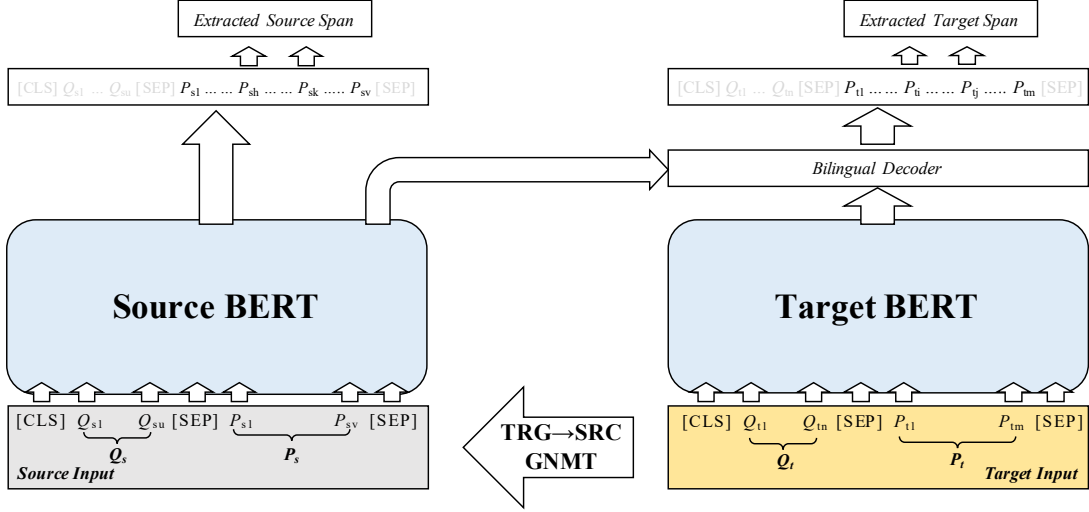 Extracted Source Span
Extracted Target Span
[CLS] Qs1 ... Qsu [SEP] Ps1 ... ... Psh ... ... Psk ..... Psv [SEP]
[CLS] Qt1 ... Qtn [SEP] Pt1 ... ... Pti ... ... Ptj ..... Ptm [SEP]
Bilingual Decoder
Source BERT
Target BERT
[CLS] Qs1 Qsu [SEP] Ps1 Psv [SEP]
Qs Ps
Source Input
TRG→SRC
GNMT
[CLS] Qt1 Qtn [SEP] Pt1 Ptm [SEP]
Qt Pt
Target Input